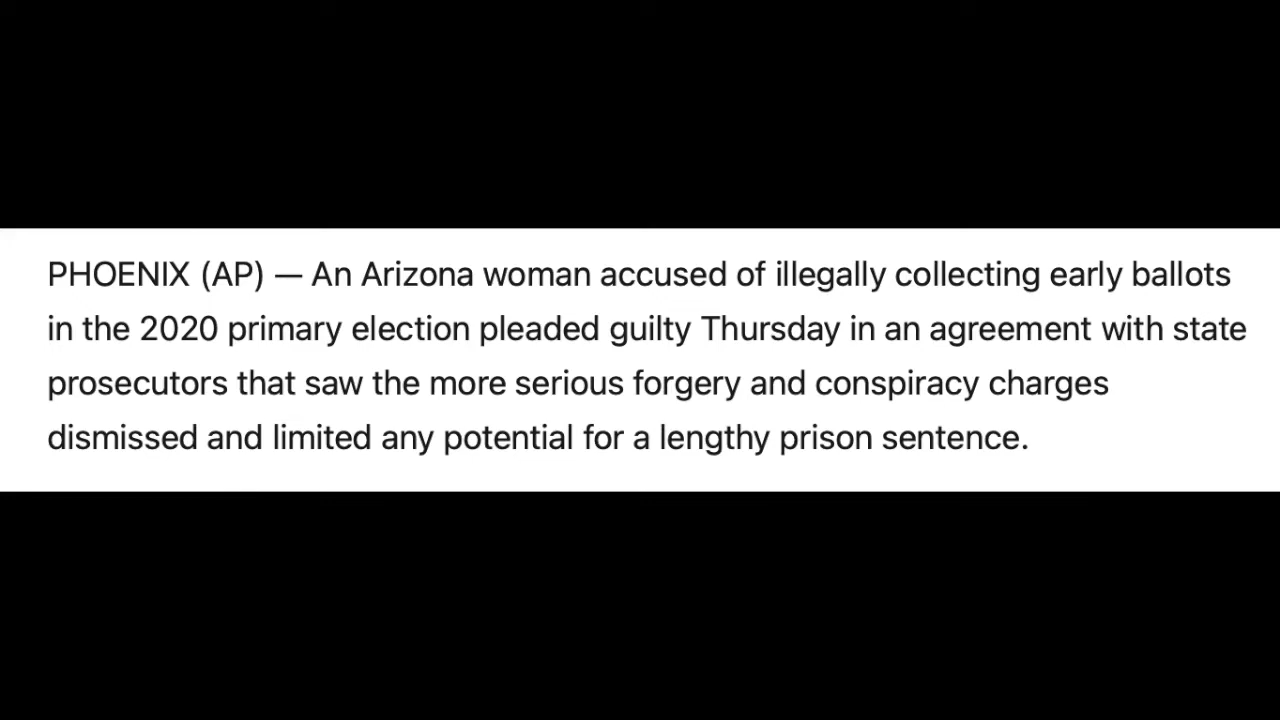 PHOENIX (AP) — An Arizona woman accused of illegally collecting early ballots
in the 2020 primary election pleaded guilty Thursday in an agreement with state
prosecutors that saw the more serious forgery and conspiracy charges
dismissed and limited any potential for a lengthy prison sentence.